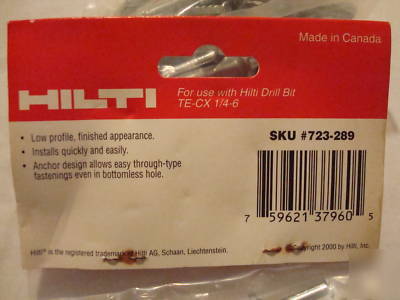 Made in Canada
HILTI
For use with Hilti Drill Bit
TE-CX 1/4-6
• Low profile, finished appearance.
• Installs quickly and easily.
• Anchor design allows easy through-type
fastenings even in bottomless hole.
SKU #723-289
7 59621 37960 5
Hilti® is the registered trademark of Hilti AG, Schaan, Liechtenstein.
©Copyright 2000 by Hilti, Inc.